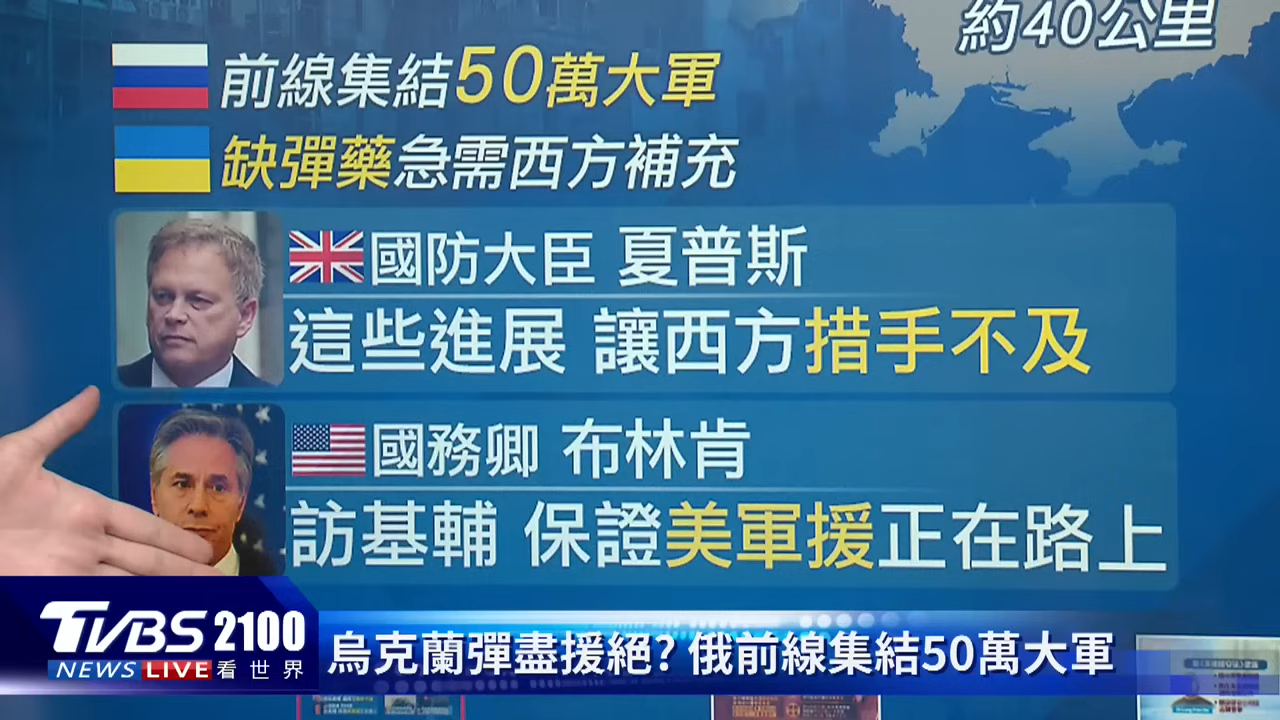 約40公里
前線集結50萬大軍
缺彈藥急需西方補充
國防大臣 夏普斯
這些進展 讓西方措手不及
國務卿 布林肯
訪基輔 保證美軍援正在路上
TVBS 2100
NEWS LIVE 看世界
烏克蘭彈盡援絕? 俄前線集結50萬大軍